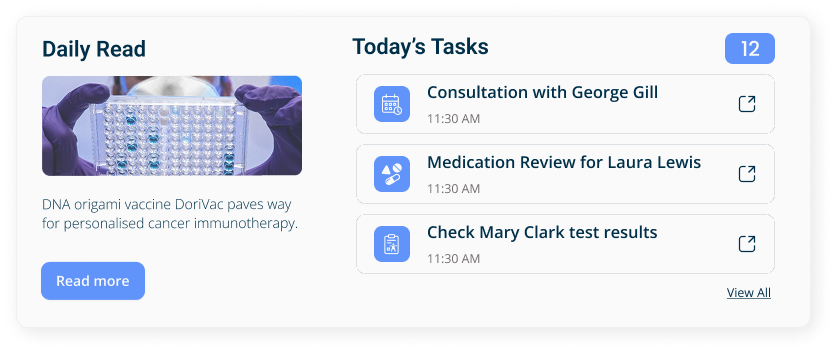 Daily Read
DNA origami vaccine DoriVac paves way
for personalised cancer immunotherapy.
Read more
Today’s Tasks
12
Consultation with George Gill
11:30 AM
Medication Review for Laura Lewis
11:30 AM
Check Mary Clark test results
11:30 AM
View All